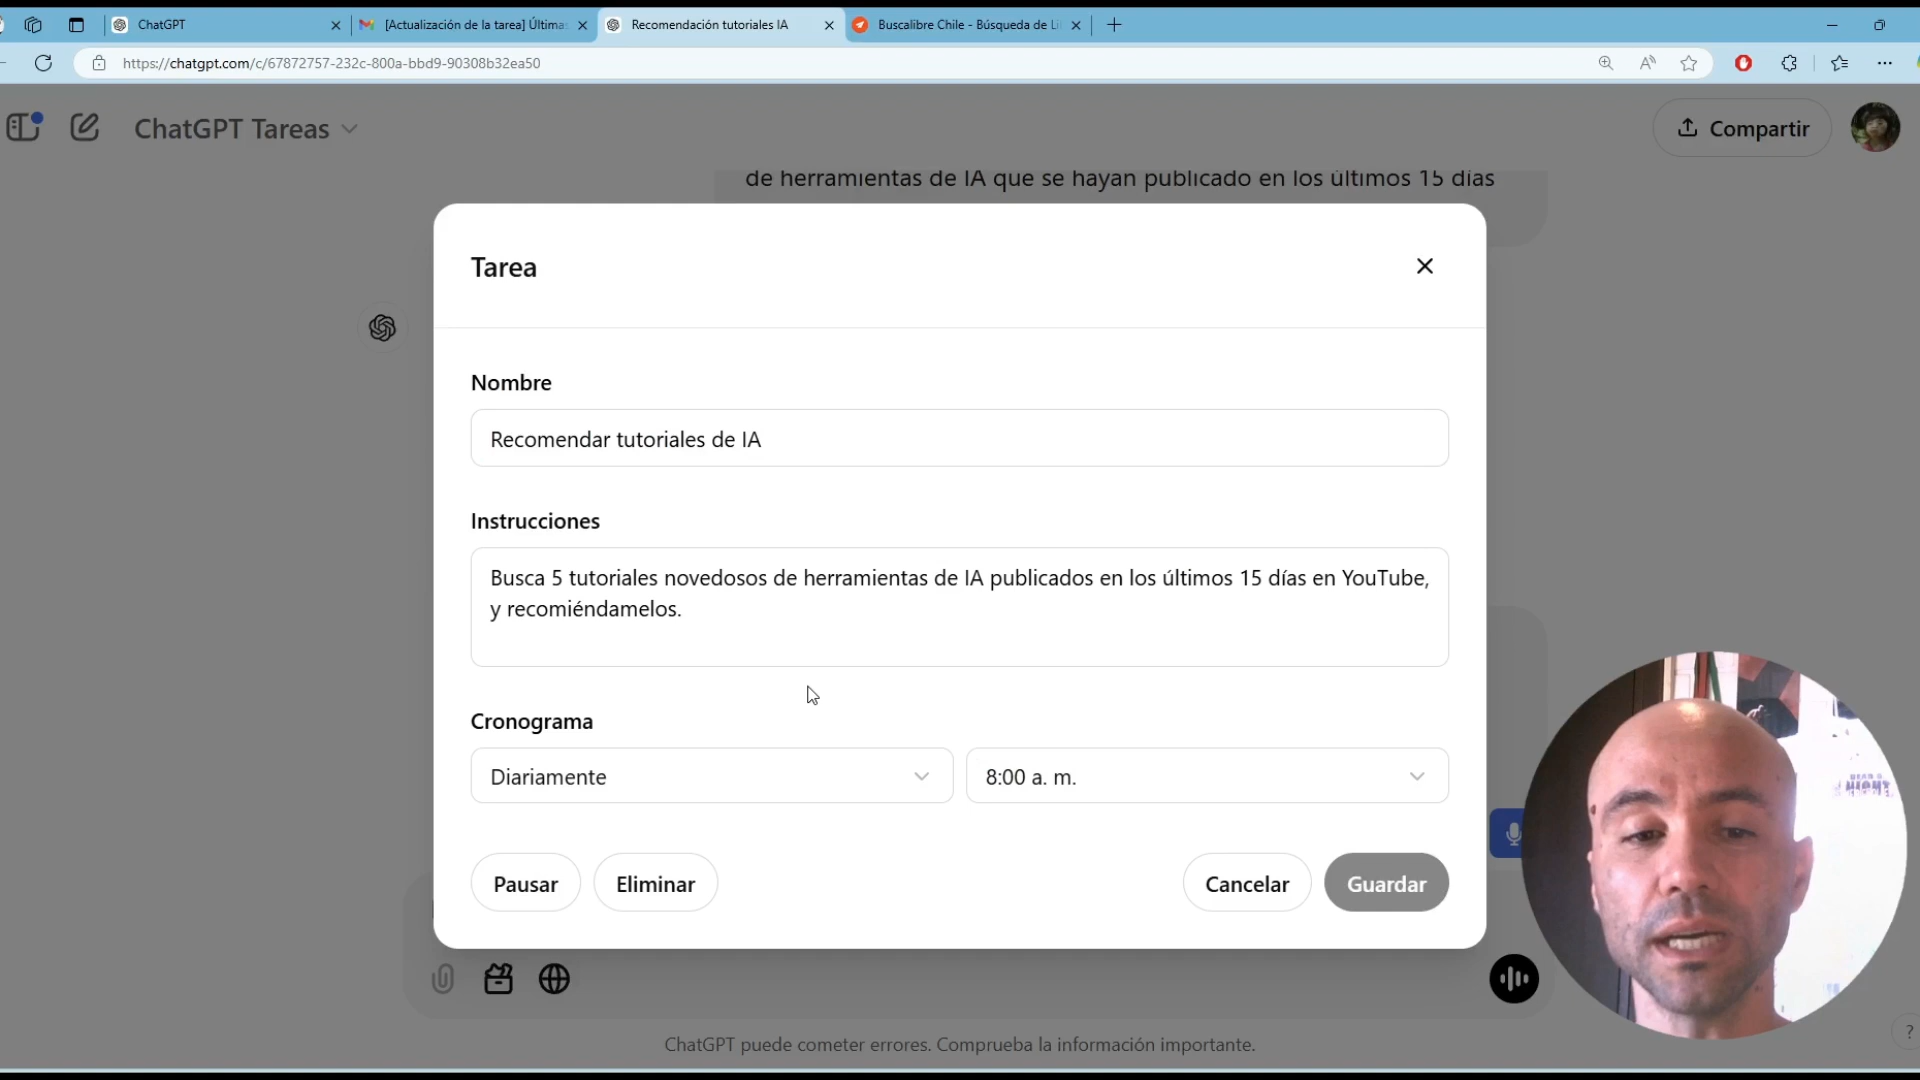 ChatGPT
[Actualización de la tarea] Últimas
Recomendación tutoriales IA
Buscalibre Chile - Búsqueda de Li
https://chatgpt.com/c/67872757-232c-800a-bbd9-90308b32ea50
ChatGPT Tareas
Compartir
de herramientas de IA que se hayan publicado en los últimos 15 días
Tarea
Nombre
Recomendar tutoriales de IA
Instrucciones
Busca 5 tutoriales novedosos de herramientas de IA publicados en los últimos 15 días en YouTube,
y recomiéndamelos.
Cronograma
Diariamente
8:00 a. m.
Pausar
Eliminar
Cancelar
Guardar
ChatGPT puede cometer errores. Comprueba la información importante.
?